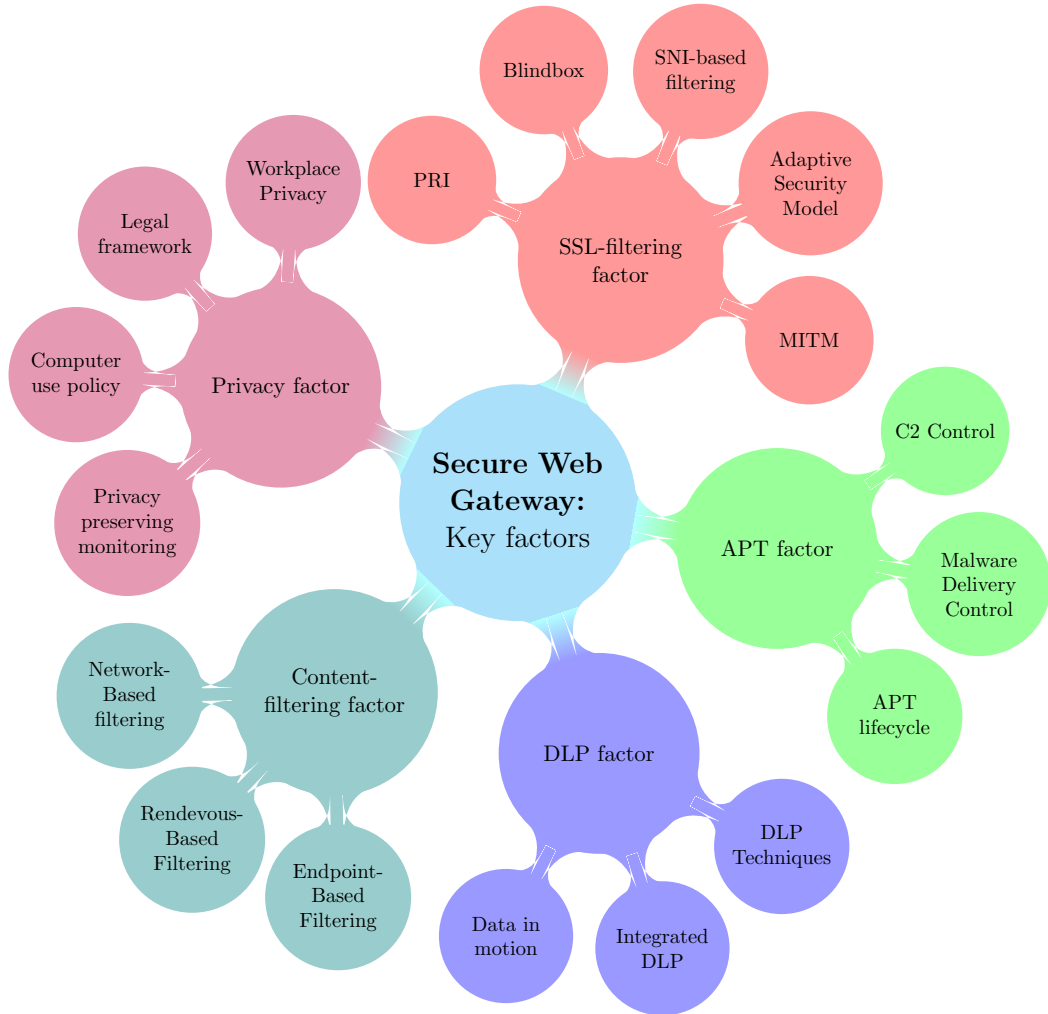 Secure Web
Gateway:
Key factors
SSL-filtering
factor
PRI
Blindbox
SNI-based
filtering
Adaptive
Security
Model
MITM
APT factor
C2 Control
Malware
Delivery
Control
APT
lifecycle
DLP factor
DLP
Techniques
Integrated
DLP
Data in
motion
Content-
filtering factor
Endpoint-
Based
Filtering
Rendevous-
Based
Filtering
Network-
Based
filtering
Privacy factor
Privacy
preserving
monitoring
Computer
use policy
Legal
framework
Workplace
Privacy